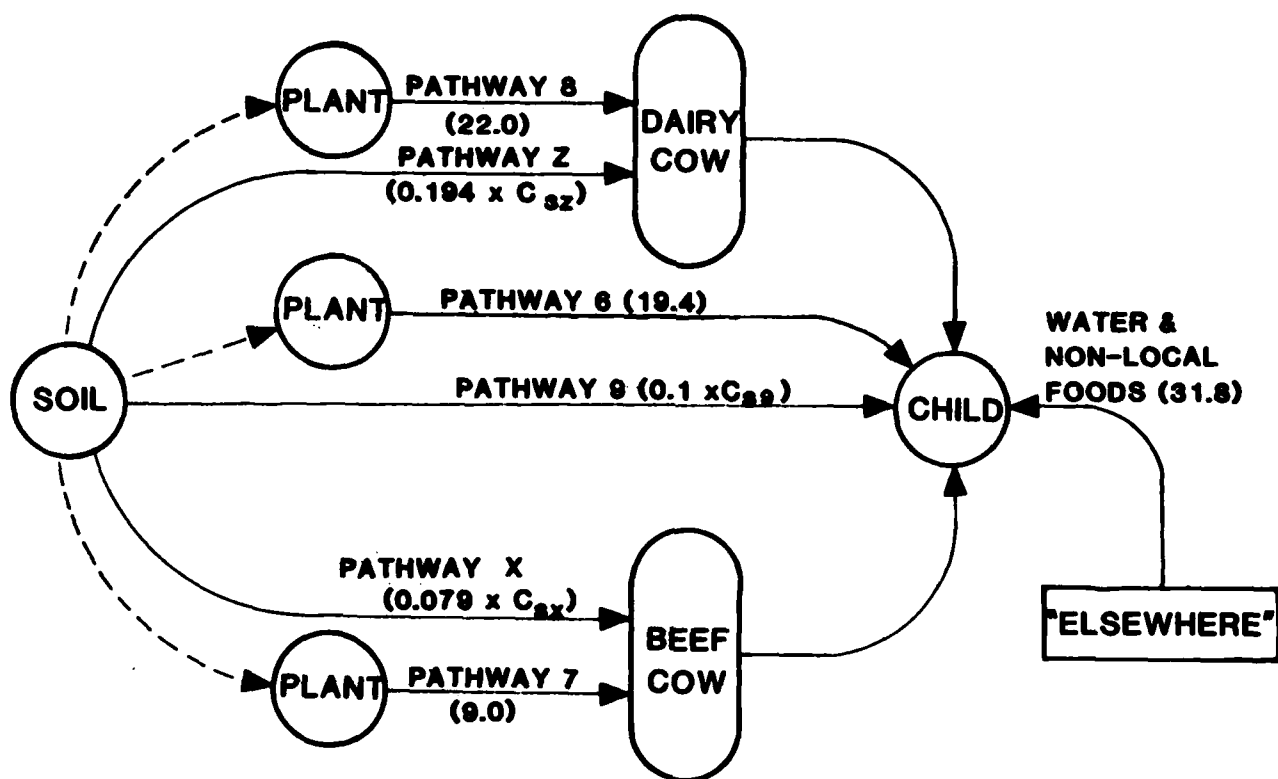 PLANT
PATHWAY 8
(22.0)
DAIRY
COW
PATHWAY Z
(0.194 x C sz)
PLANT
PATHWAY 6 (19.4)
WATER &
NON-LOCAL
FOODS (31.8)
SOIL
PATHWAY 9 (0.1 xCs9)
CHILD
PATHWAY X
(0.079 x Csx)
BEEF
COW
"ELSEWHERE"
PLANT
PATHWAY 7
(9.0)